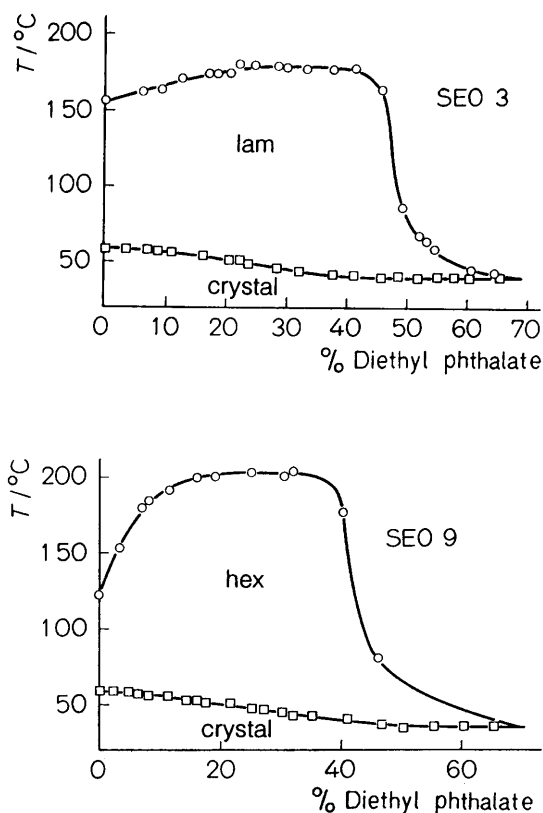 T/°C
200
150
100
50
SEO 3
lam
crystal
0 10 20 30 40 50 60 70
% Diethyl phthalate
T/°C
200
150
100
50
SEO 9
hex
crystal
0 20 40 60
% Diethyl phthalate